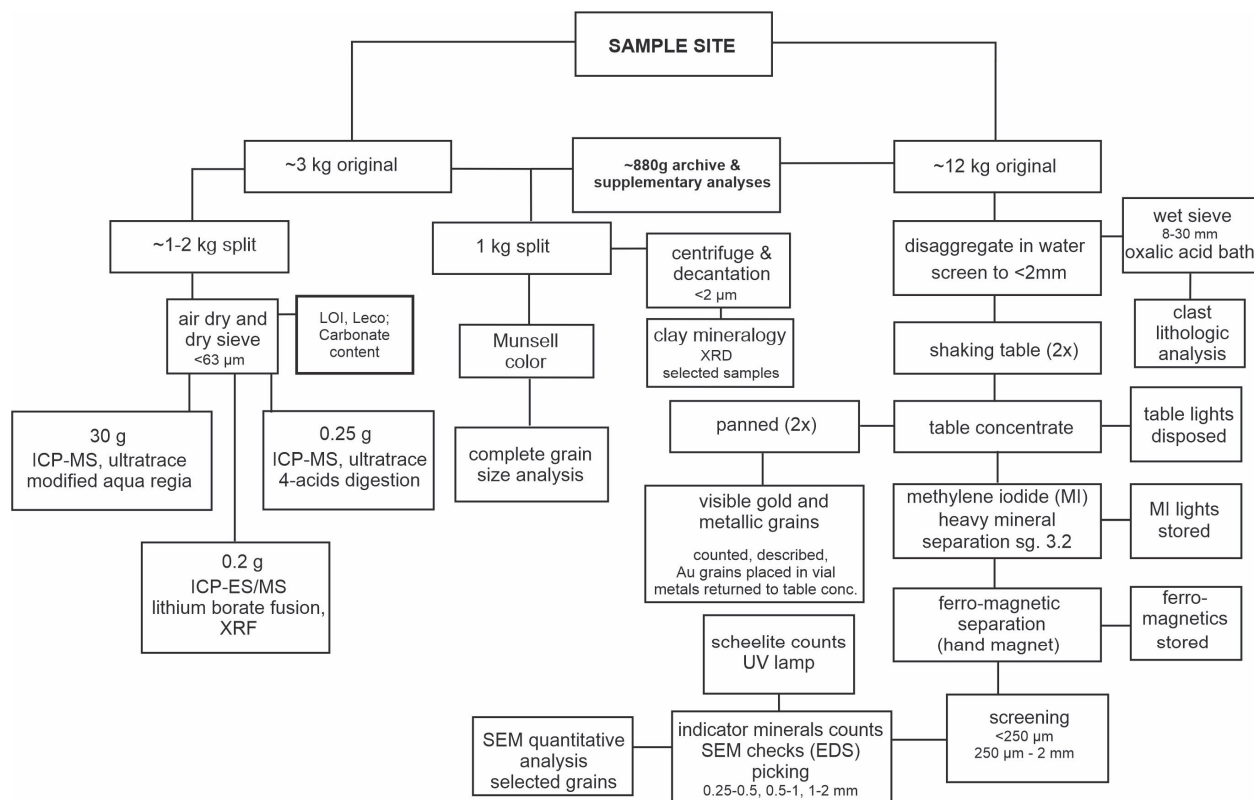 SAMPLE SITE
~3 kg original
~880g archive &
supplementary analyses
~12 kg original
~1-2 kg split
1 kg split
centrifuge &
decantation
<2 µm
disaggregate in water
screen to <2mm
wet sieve
8-30 mm
oxalic acid bath
air dry and
dry sieve
<63 µm
LOI, Leco;
Carbonate
content
Munsell
color
clay mineralogy
XRD
selected samples
shaking table (2x)
clast
lithologic
analysis
30 g
ICP-MS, ultratrace
modified aqua regia
0.25 g
ICP-MS, ultratrace
4-acids digestion
complete grain
size analysis
panned (2x)
table concentrate
table lights
disposed
visible gold and
metallic grains
counted, described,
Au grains placed in vial
metals returned to table conc.
methylene iodide (MI)
heavy mineral
separation sg. 3.2
MI lights
stored
0.2 g
ICP-ES/MS
lithium borate fusion,
XRF
scheelite counts
UV lamp
ferro-magnetic
separation
(hand magnet)
ferro-
magnetics
stored
SEM quantitative
analysis
selected grains
indicator minerals counts
SEM checks (EDS)
picking
0.25-0.5, 0.5-1, 1-2 mm
screening
<250 µm
250 µm - 2 mm